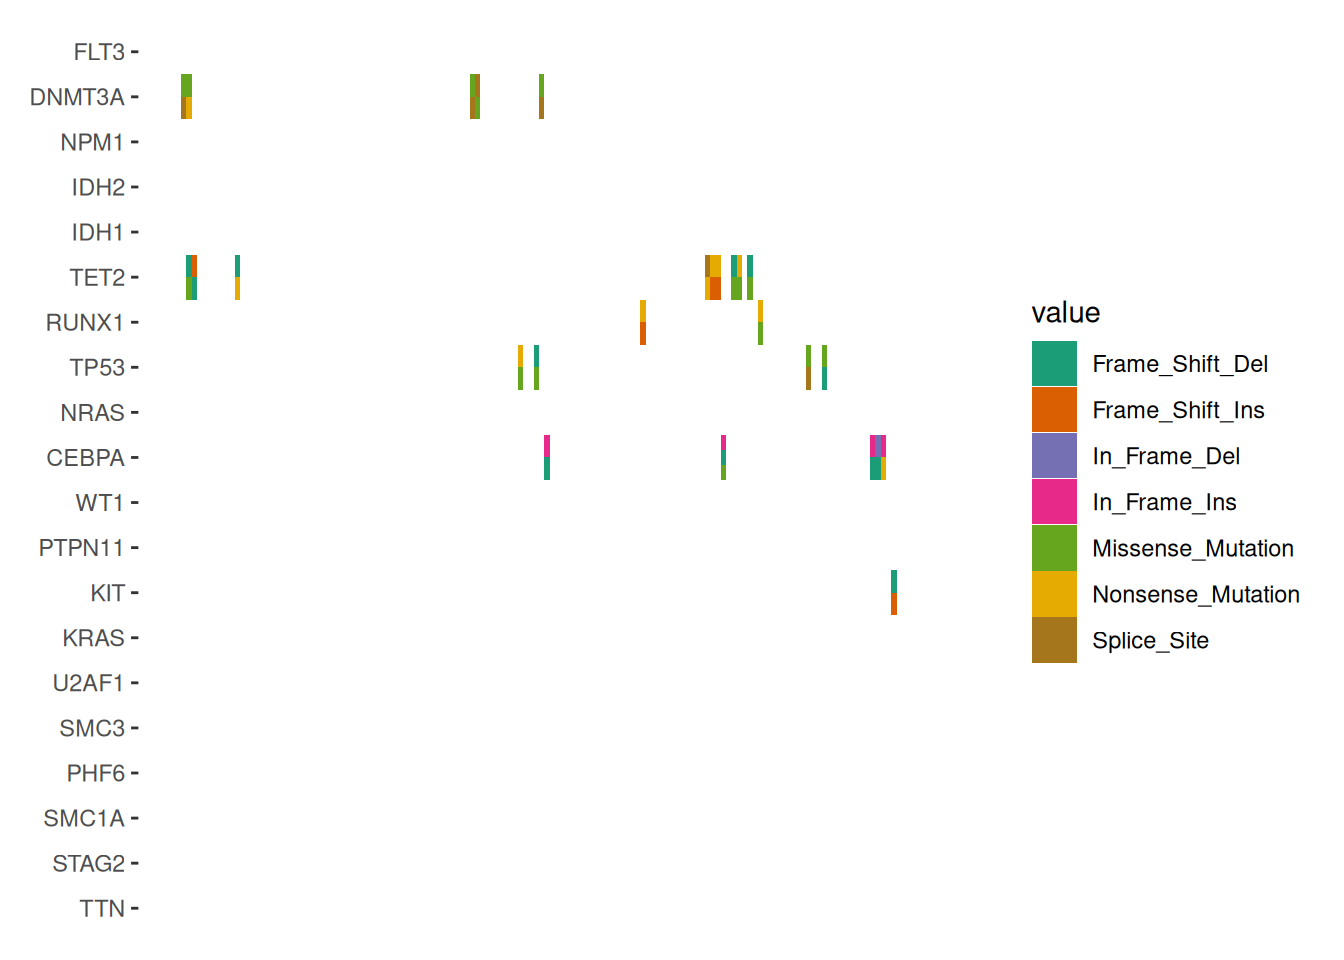 FLT3
DNMT3A
NPM1
IDH2
IDH1
TET2
RUNX1
TP53
NRAS
CEBPA
WT1
PTPN11
KIT
KRAS
U2AF1
SMC3
PHF6
SMC1A
STAG2
TTN
value
Frame_Shift_Del
Frame_Shift_Ins
In_Frame_Del
In_Frame_Ins
Missense_Mutation
Nonsense_Mutation
Splice_Site